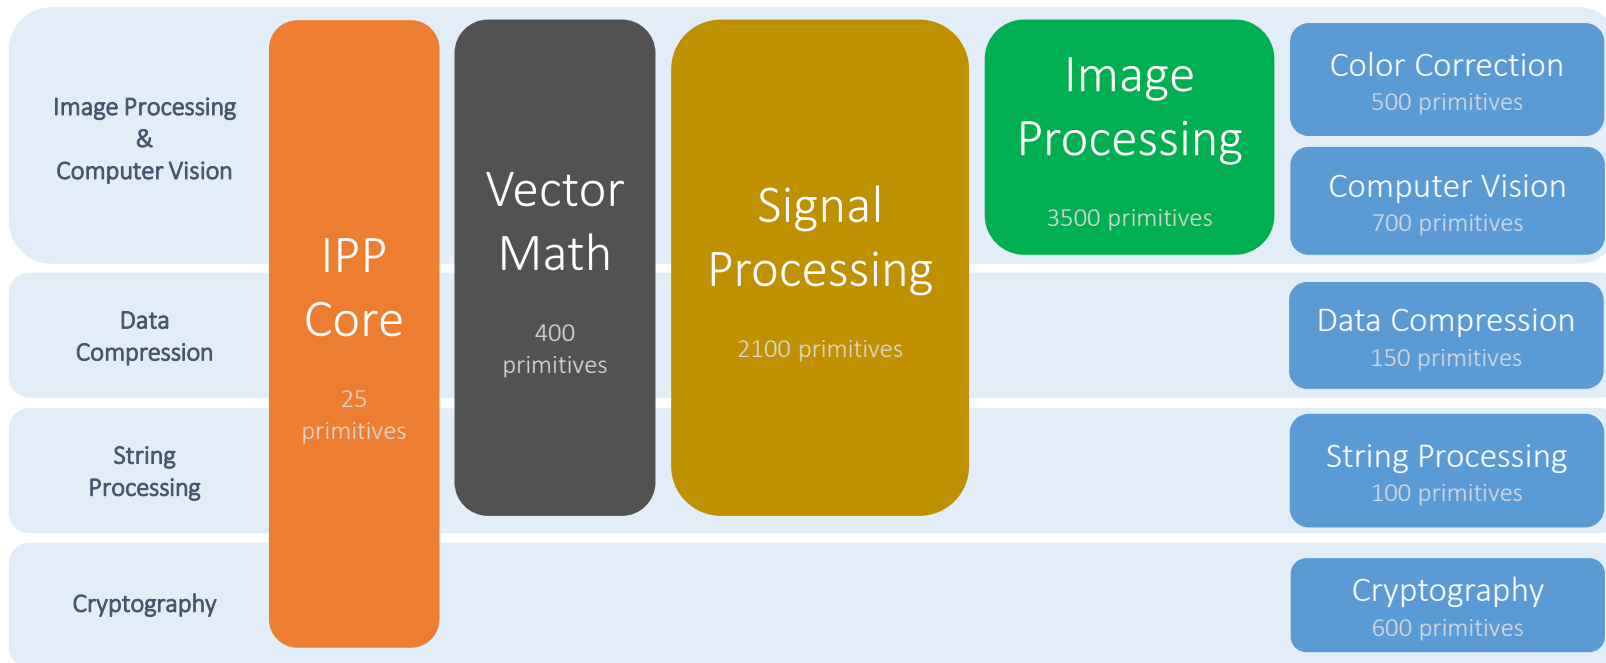 Image Processing
&
Computer Vision
Data
Compression
String
Processing
Cryptography
IPP
Core
25
primitives
Vector
Math
400
primitives
Signal
Processing
2100 primitives
Image
Processing
3500 primitives
Color Correction
500 primitives
Computer Vision
700 primitives
Data Compression
150 primitives
String Processing
100 primitives
Cryptography
600 primitives